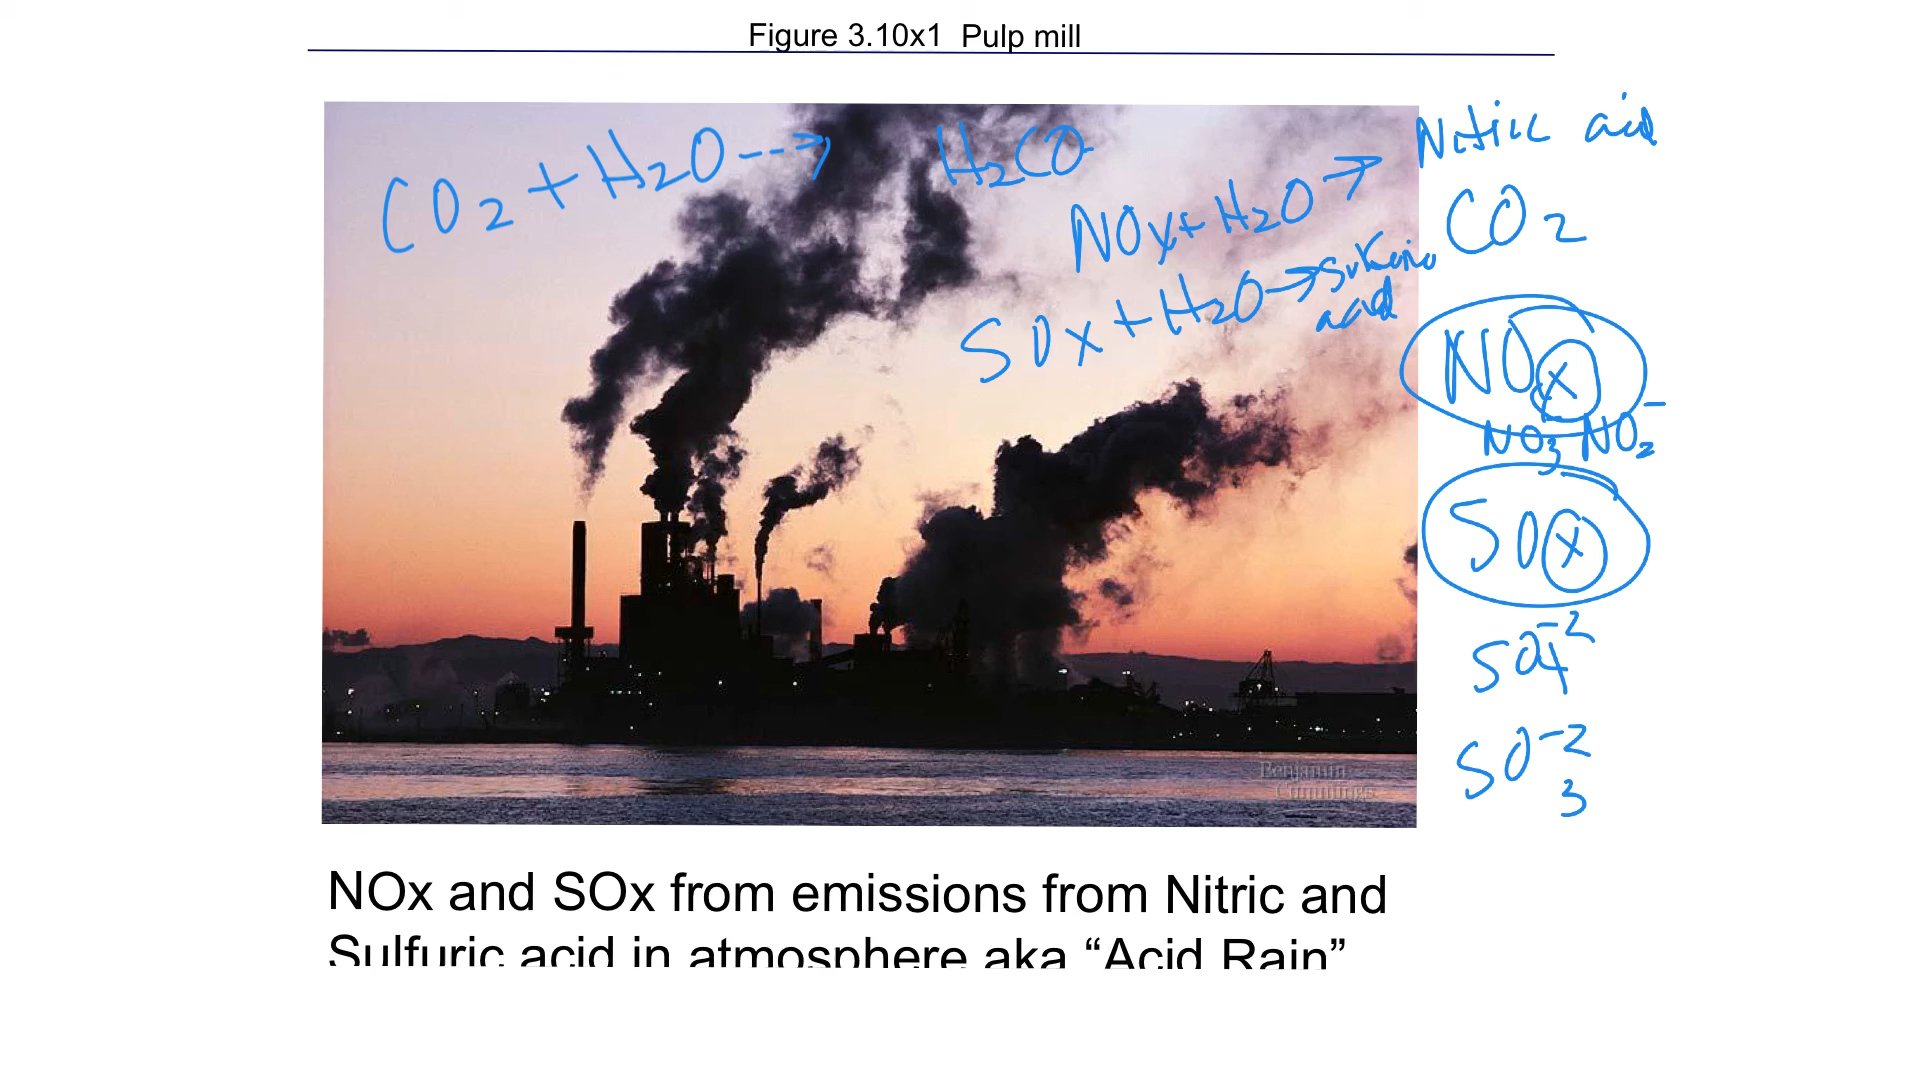 Figure 3.10x1 Pulp mill
CO2 + H2O --> H2CO
NOx + H2O → Nitric acid
SOx + H2O → acid
CO2
NOx
NO3 NO2-
SOx
SO4-2
SO3-2
Benjamin
Cummings
NOx and SOx from emissions from Nitric and
Sulfuric acid in atmosphere aka “Acid Rain”